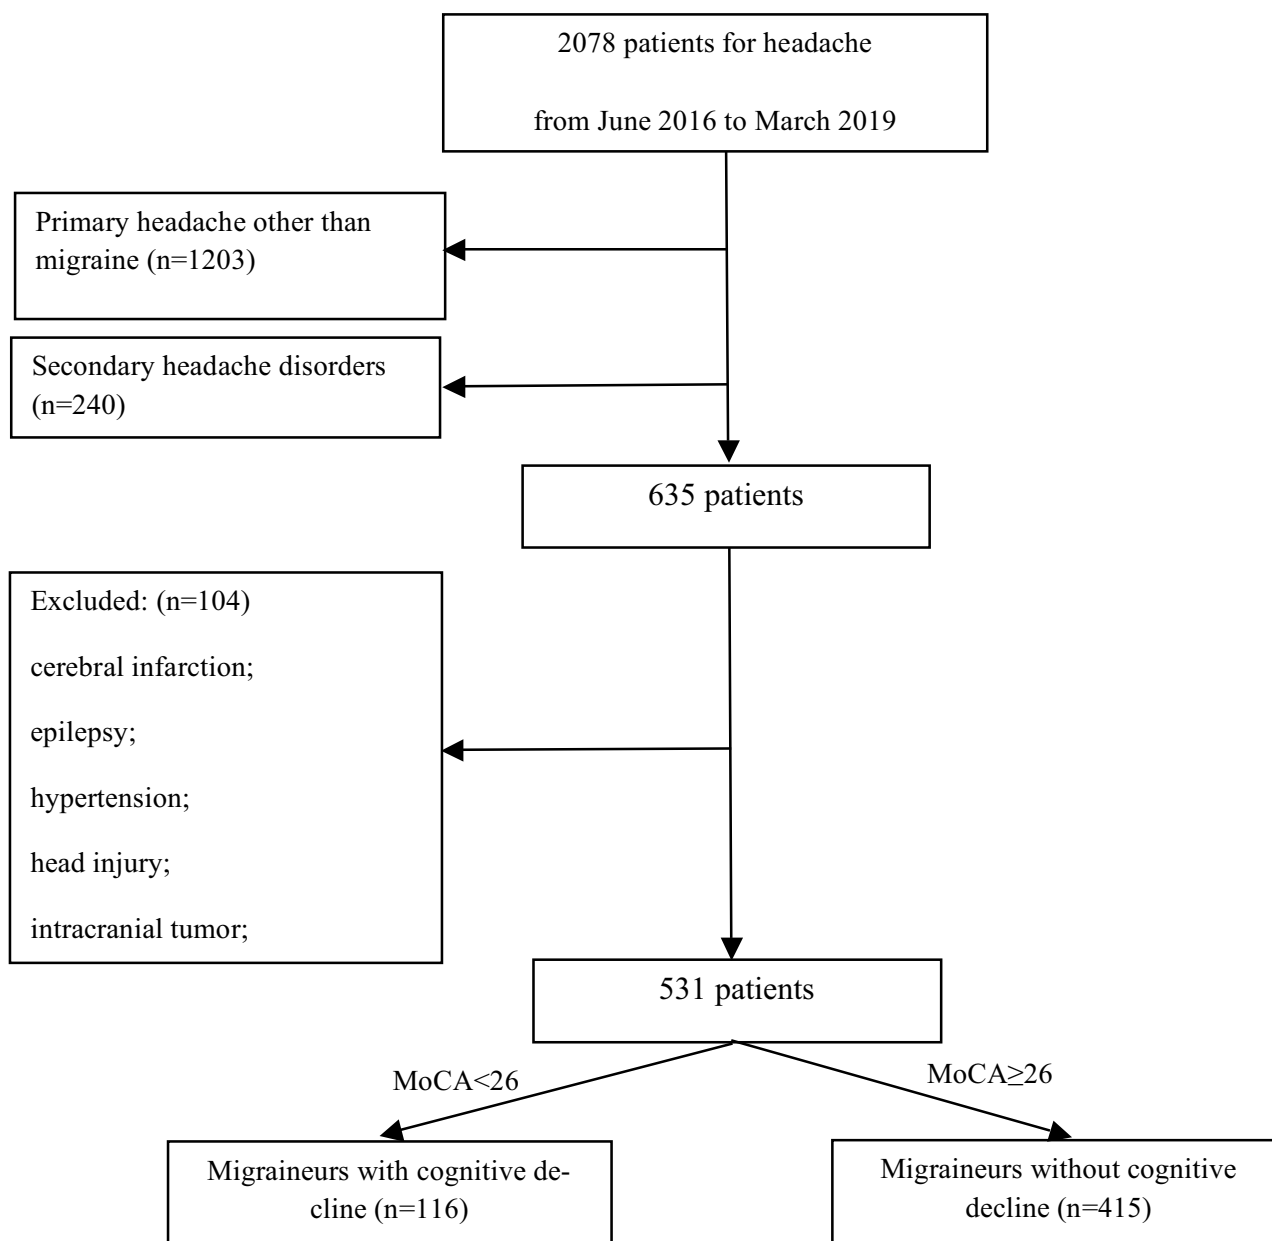 2078 patients for headache
from June 2016 to March 2019
Primary headache other than
migraine (n=1203)
Secondary headache disorders
(n=240)
635 patients
Excluded: (n=104)
cerebral infarction;
epilepsy;
hypertension;
head injury;
intracranial tumor;
531 patients
MoCA<26
MoCA≥26
Migraineurs with cognitive de-
cline (n=116)
Migraineurs without cognitive
decline (n=415)